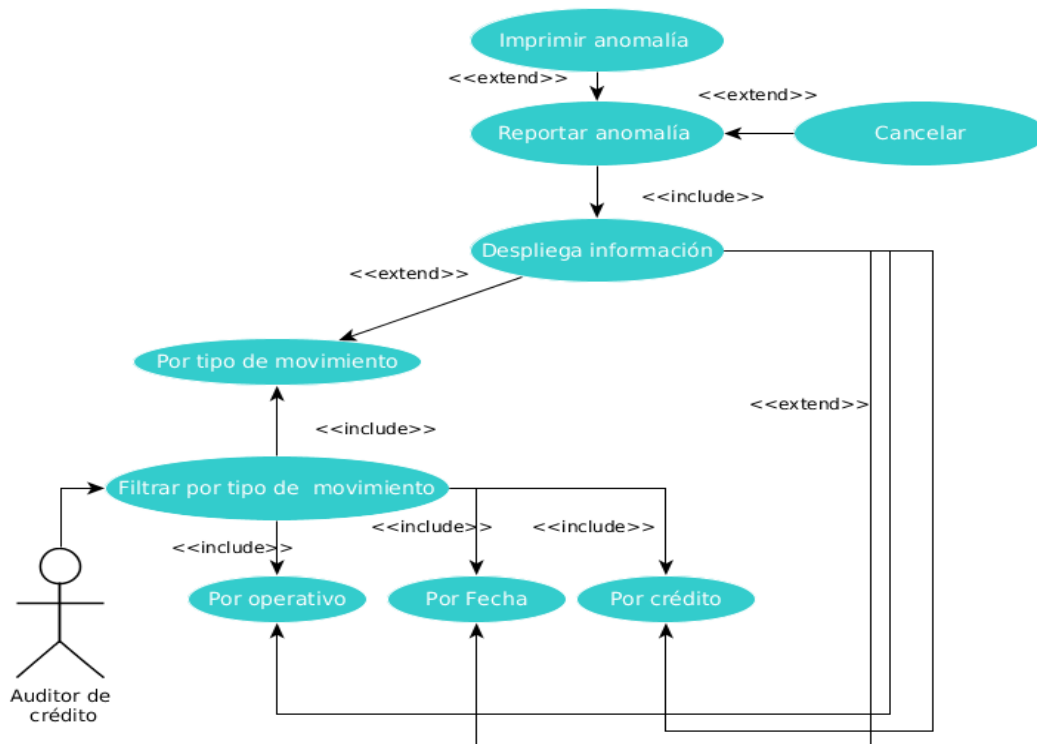 Imprimir anomalía
<<extend>>
<<extend>>
Reportar anomalía
Cancelar
<<include>>
Despliega información
<<extend>>
Por tipo de movimiento
<<extend>>
<<include>>
Filtrar por tipo de movimiento
<<include>>
<<include>>
<<include>>
Por operativo
Por Fecha
Por crédito
Auditor de
crédito